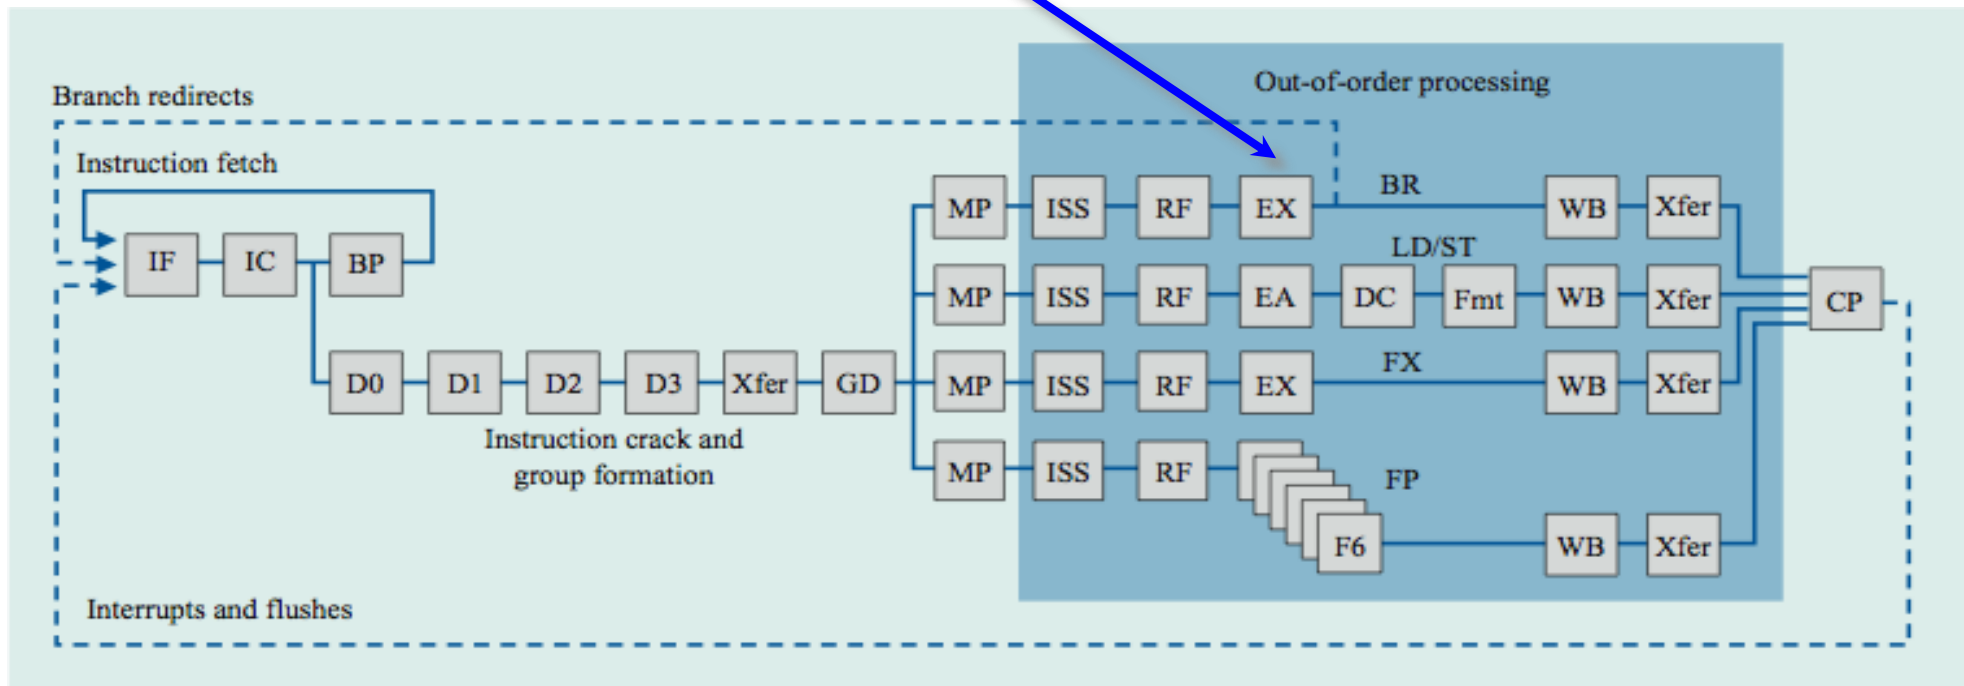 Out-of-order processing
Branch redirects
Instruction fetch
IF
IC
BP
MP
ISS
RF
EX
BR
WB
Xfer
LD/ST
MP
ISS
RF
EA
DC
Fmt
WB
Xfer
CP
D0
D1
D2
D3
Xfer
GD
MP
ISS
RF
EX
FX
WB
Xfer
Instruction crack and
group formation
MP
ISS
RF
FP
F6
WB
Xfer
Interrupts and flushes